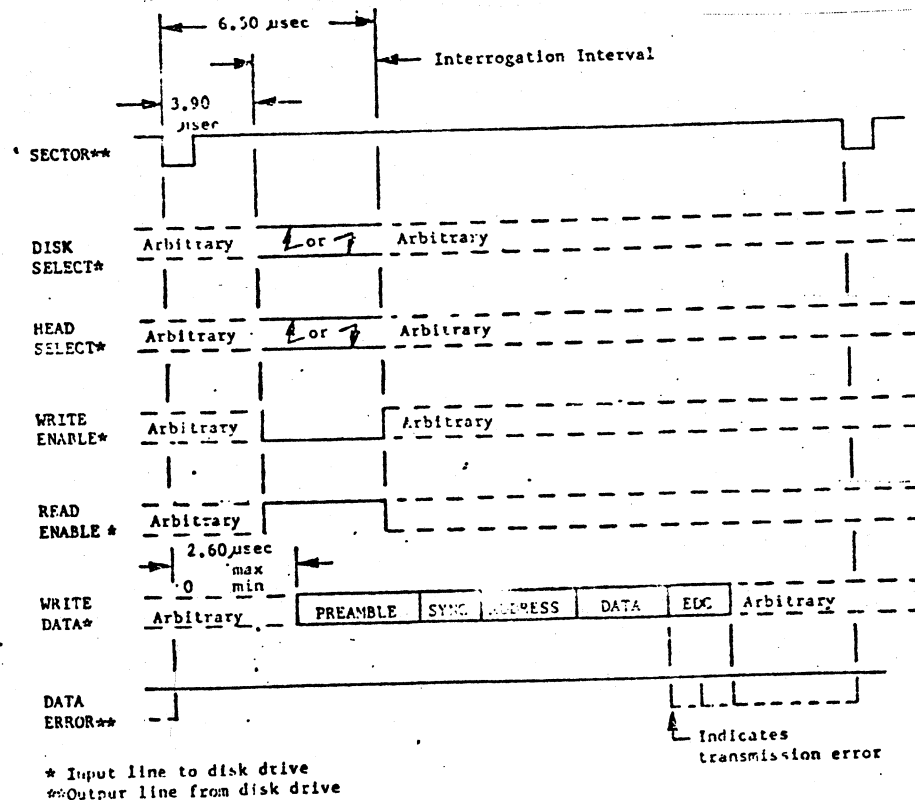 6.50 µsec
Interrogation Interval
3.90
µsec
SECTOR**
DISK
SELECT*
Arbitrary
or
Arbitrary
HEAD
SELECT*
Arbitrary
or
Arbitrary
WRITE
ENABLE*
Arbitrary
Arbitrary
READ
ENABLE *
Arbitrary
2.60 µsec
max
0 min
WRITE
DATA*
Arbitrary
PREAMBLE
SYNC
ADDRESS
DATA
EDC
Arbitrary
DATA
ERROR**
Indicates
transmission error
* Input line to disk drive
**Output line from disk drive